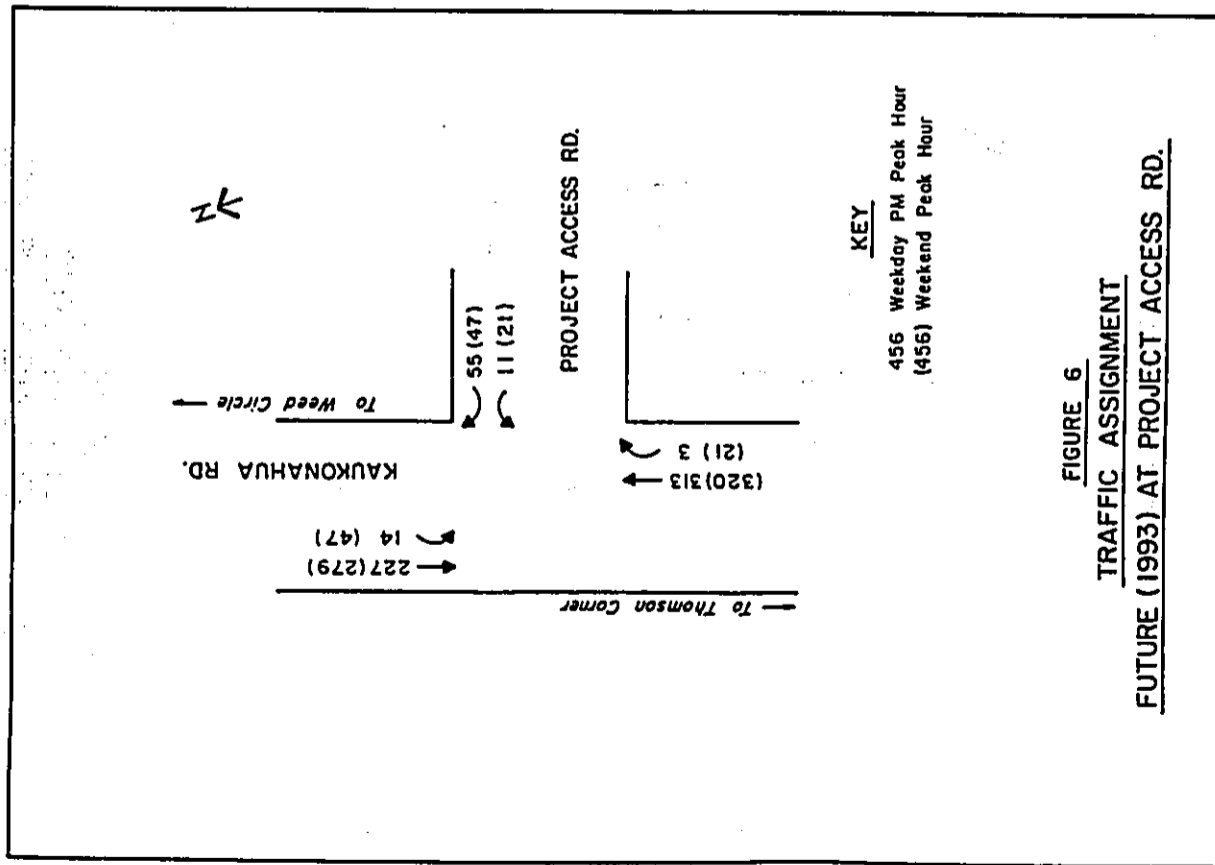 N
To Weed Circle
KAUKONAHUA RD.
55 (47)
11 (21)
PROJECT ACCESS RD.
14 (47)
227 (279)
(21) 3
(320) 313
To Thomson Corner
KEY
456 Weekday PM Peak Hour
(456) Weekend Peak Hour
FIGURE 6
TRAFFIC ASSIGNMENT
FUTURE (1993) AT PROJECT ACCESS RD.